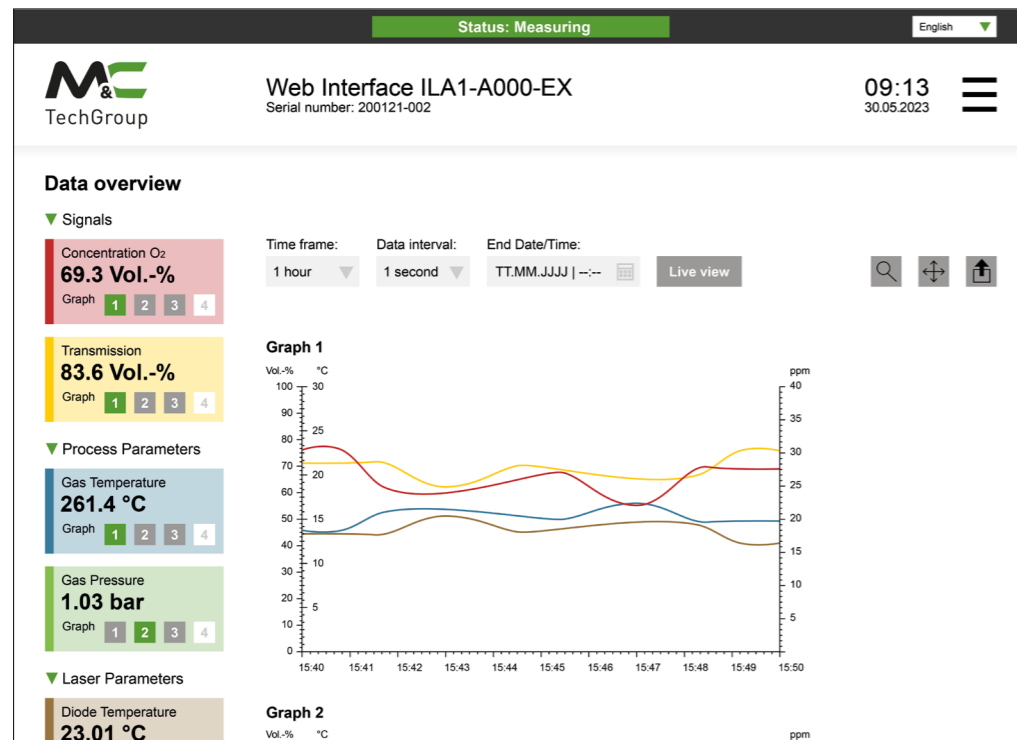 Status: Measuring
English
M&C
TechGroup
Web Interface ILA1-A000-EX
Serial number: 200121-002
09:13
30.05.2023
Data overview
Signals
Concentration O2
69.3 Vol.-%
Graph 1 2 3 4
Transmission
83.6 Vol.-%
Graph 1 2 3 4
Process Parameters
Gas Temperature
261.4 °C
Graph 1 2 3 4
Gas Pressure
1.03 bar
Graph 1 2 3 4
Laser Parameters
Diode Temperature
23.01 °C
Time frame: Data interval: End Date/Time:
1 hour 1 second TT.MM.JJJJ | --:-- Live view
Graph 1
Vol.-% °C ppm
100 30 40
90 35
80 25 30
70 20 25
60
50 15 20
40 15
30 10 10
20 5 5
10
0
15:40 15:41 15:42 15:43 15:44 15:45 15:46 15:47 15:48 15:49 15:50
Graph 2
Vol.-% °C ppm